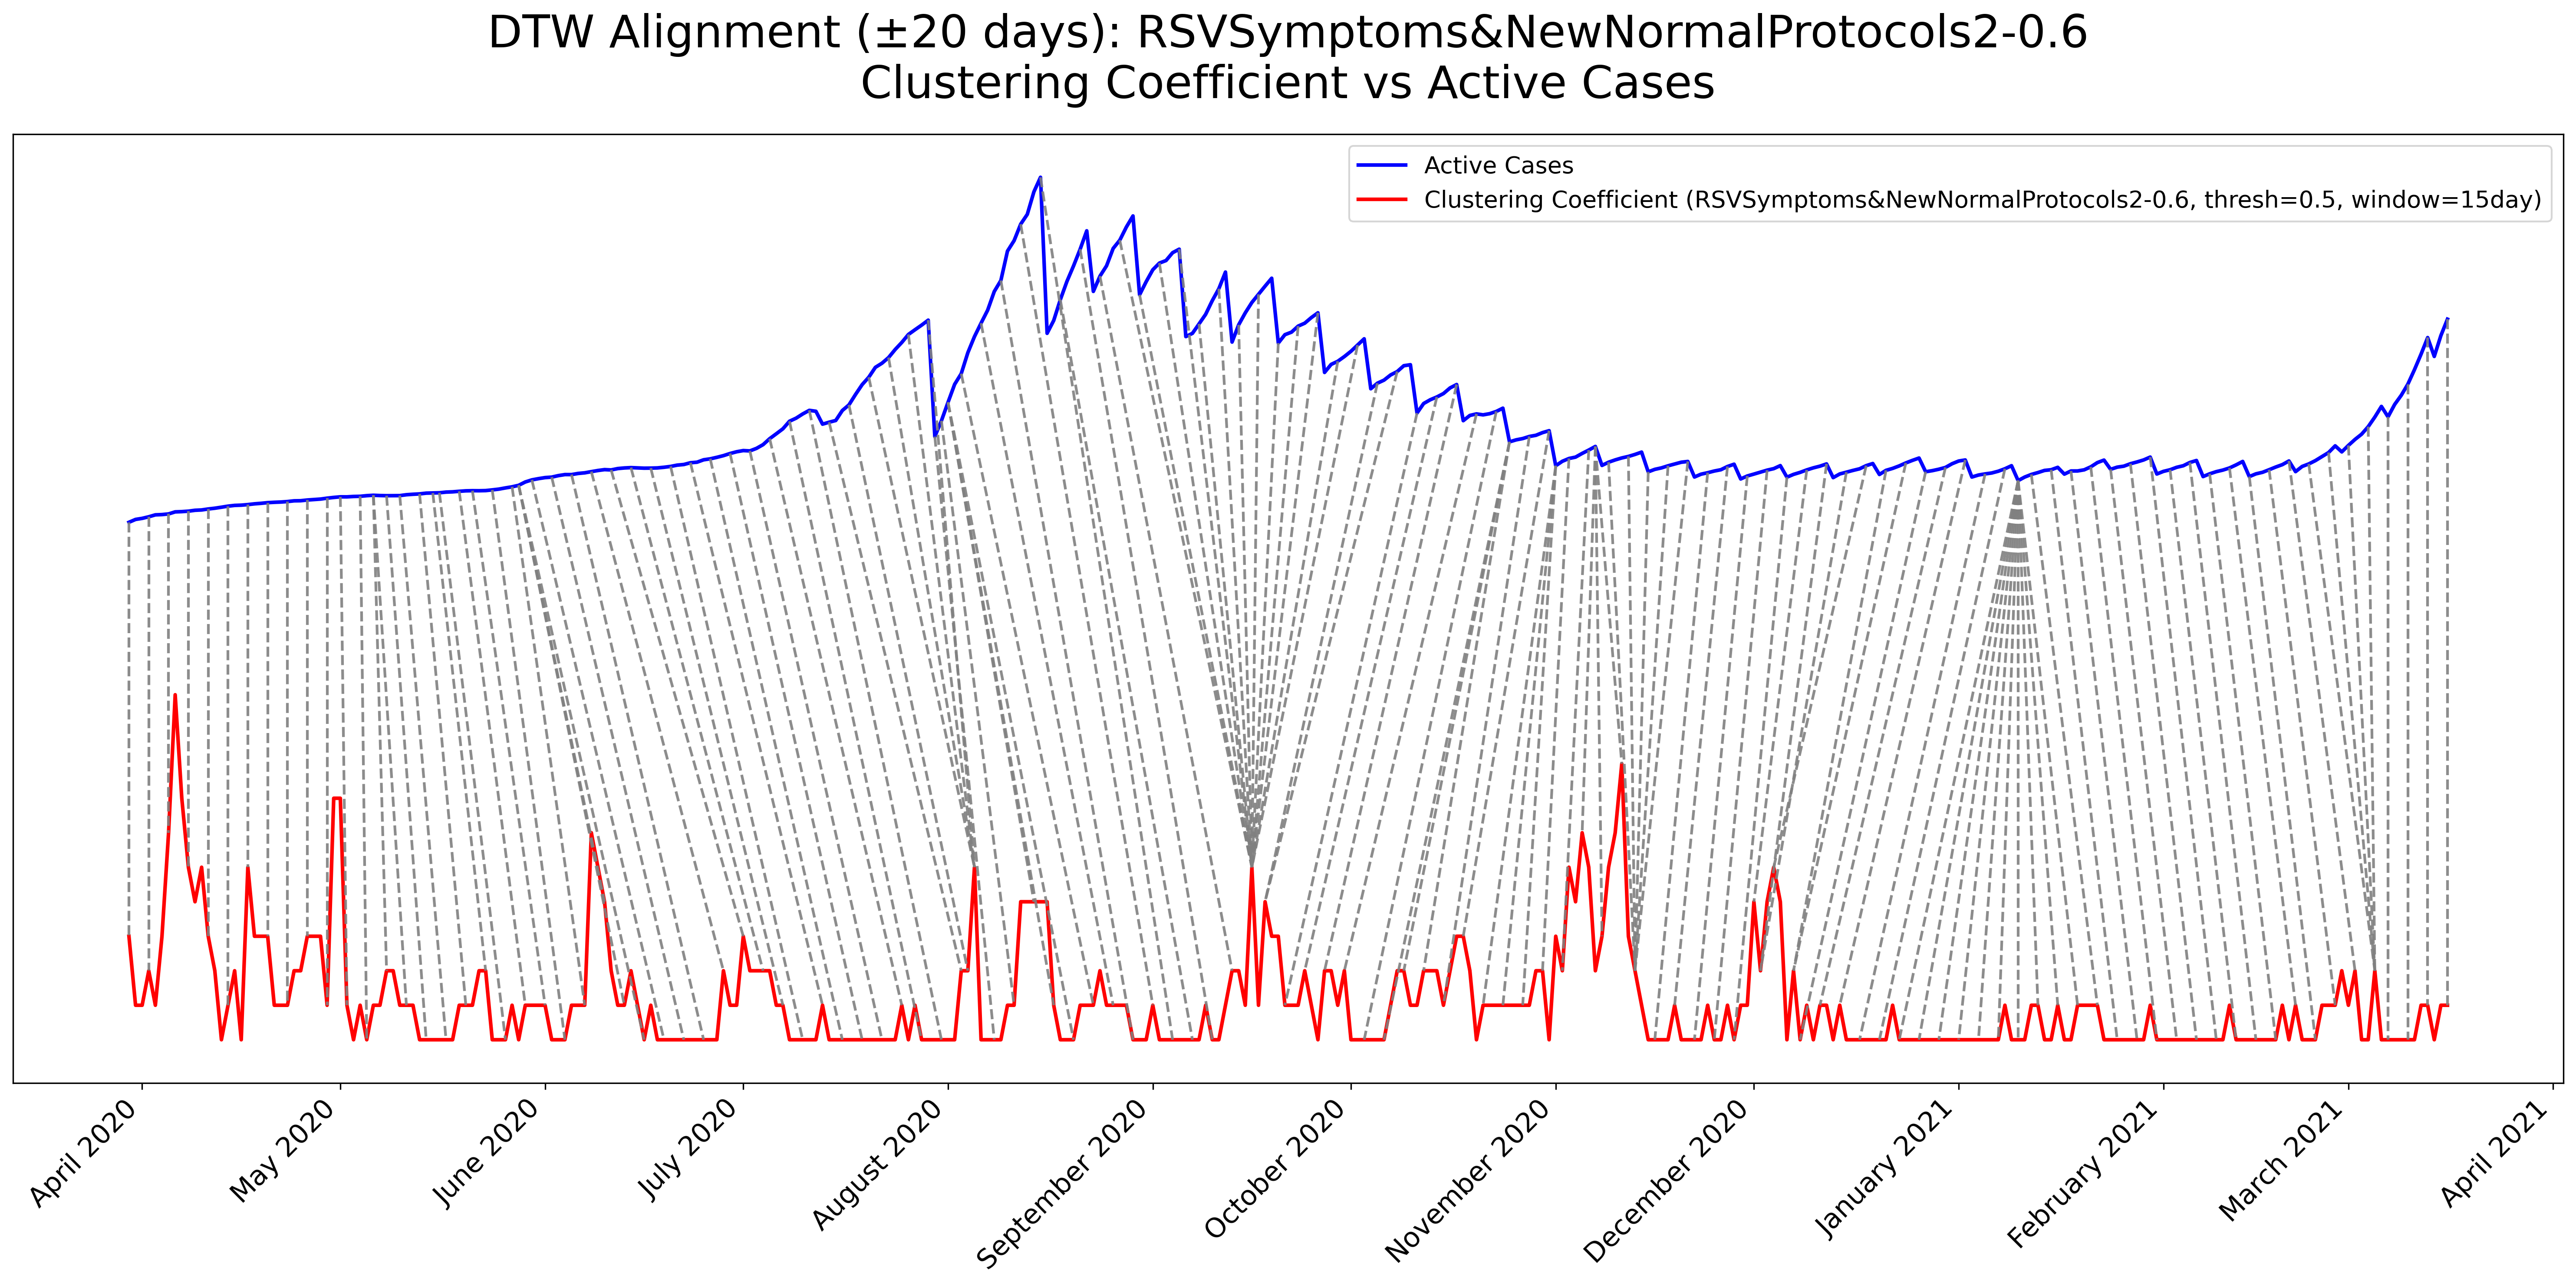 DTW Alignment (±20 days): RSVSymptoms&NewNormalProtocols2-0.6
Clustering Coefficient vs Active Cases
Active Cases
Clustering Coefficient (RSVSymptoms&NewNormalProtocols2-0.6, thresh=0.5, window=15day)
April 2020
May 2020
June 2020
July 2020
August 2020
September 2020
October 2020
November 2020
December 2020
January 2021
February 2021
March 2021
April 2021